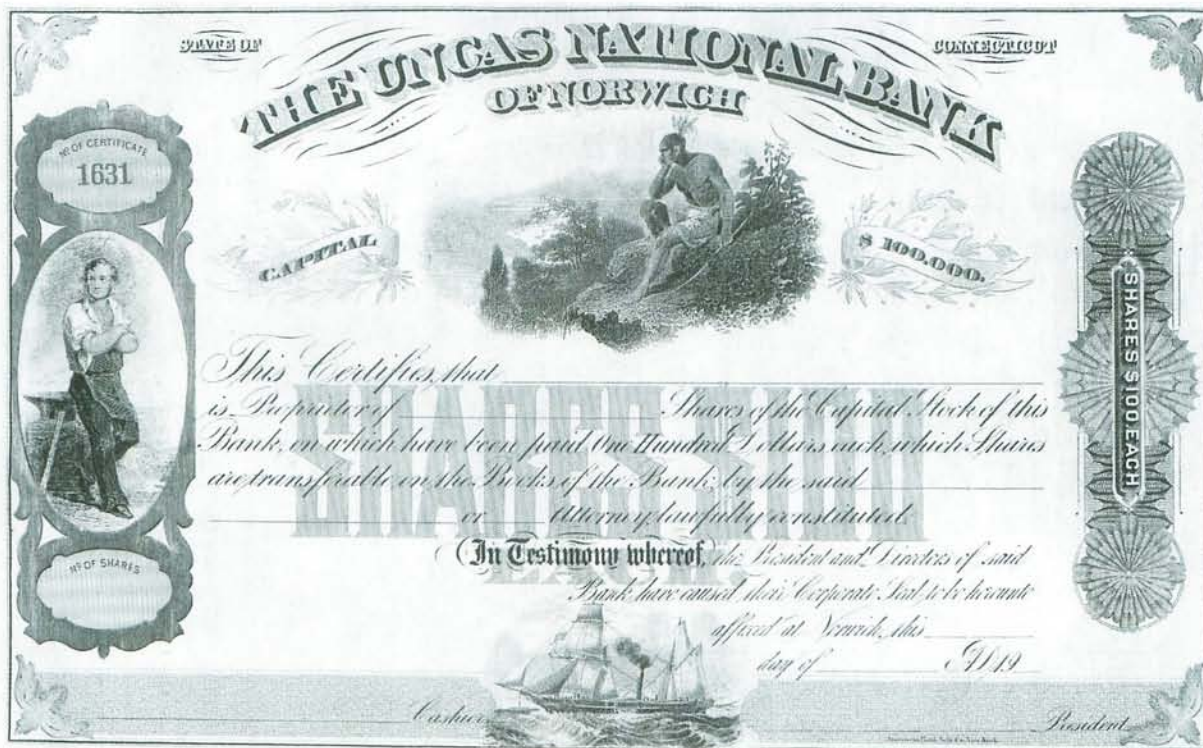 STATE OF
CONNECTICUT
THE UNCAS NATIONAL BANK
OF NORWICH
No OF CERTIFICATE
1631
CAPITAL
$100,000.
SHARES $100. EACH
This Certifies that
is Proprietor of Shares of the Capital Stock of this
Bank, on which have been paid One Hundred Dollars each, which Shares
are transferable on the Books of the Bank, by the said
or Attorney lawfully constituted.
SHARES $100
EACH.
In Testimony whereof, the President and Directors of said
Bank have caused their Corporate Seal to be hereunto
affixed at Norwich, this
day of A.D. 19
No OF SHARES
Cashier
President